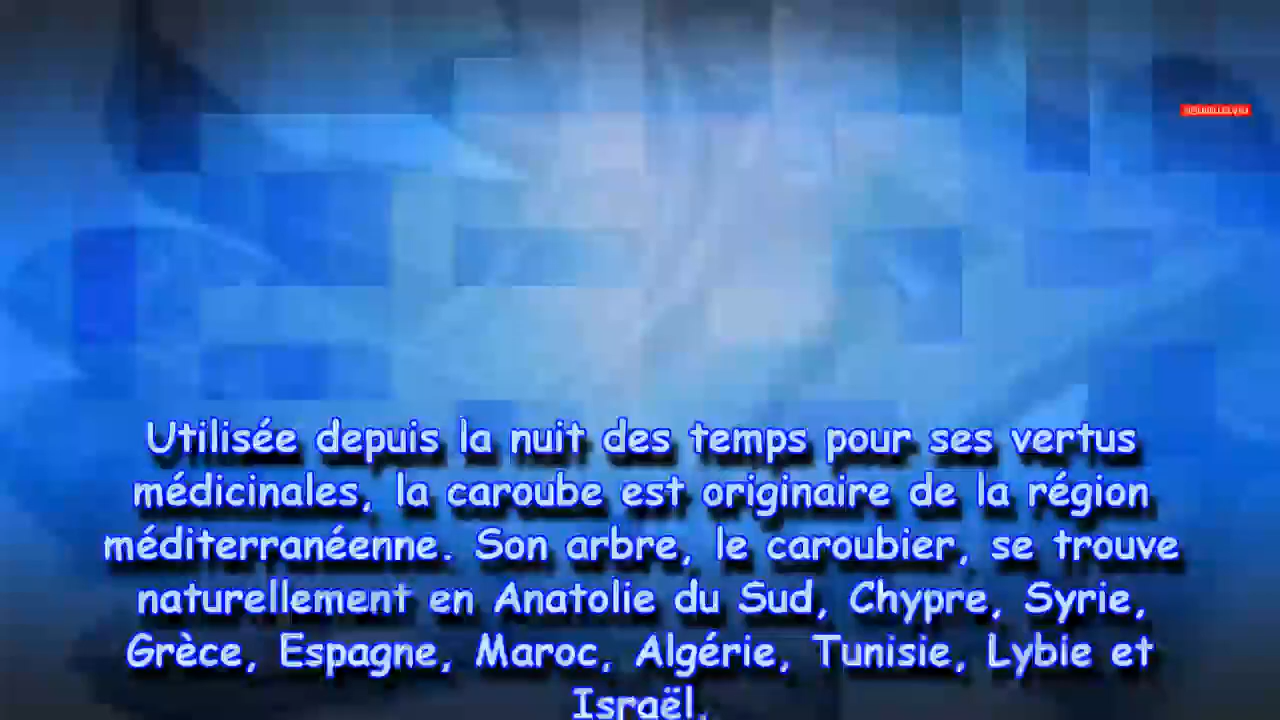 Utilisée depuis la nuit des temps pour ses vertus
médicinales, la caroube est originaire de la région
méditerranéenne. Son arbre, le caroubier, se trouve
naturellement en Anatolie du Sud, Chypre, Syrie,
Grèce, Espagne, Maroc, Algérie, Tunisie, Lybie et
Israël.